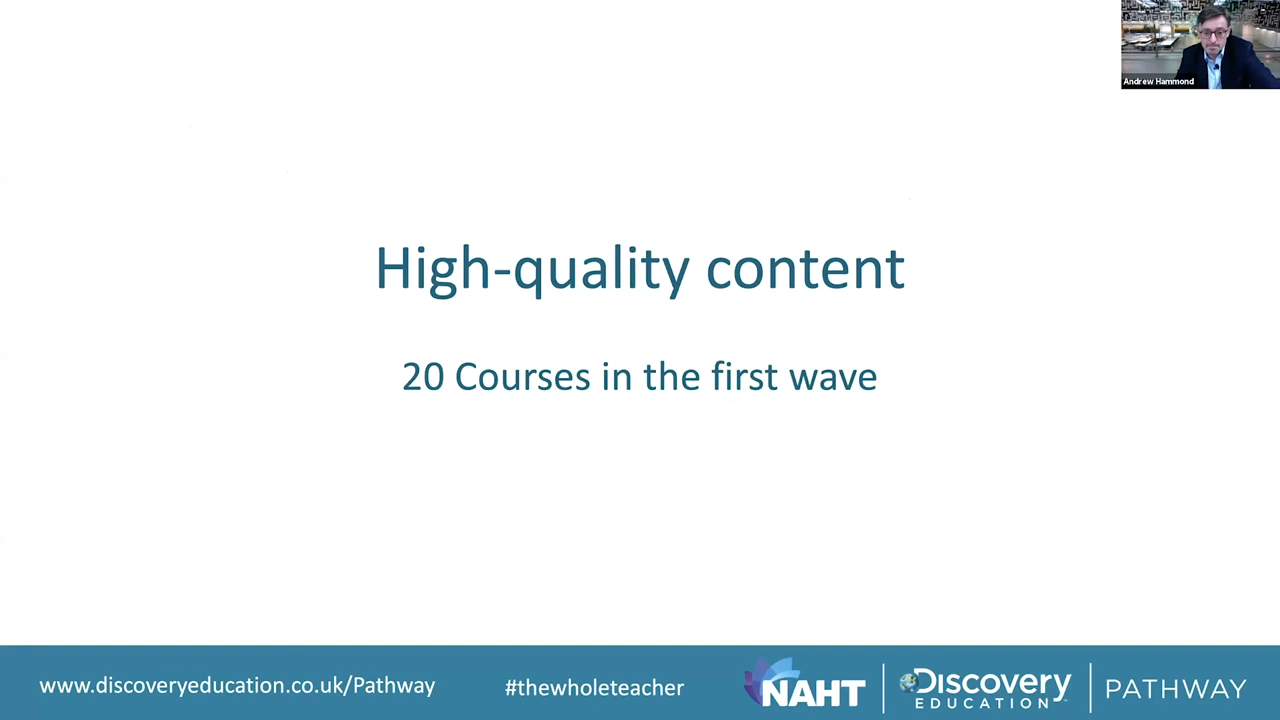 Andrew Hammond
High-quality content
20 Courses in the first wave
www.discoveryeducation.co.uk/Pathway
#thewholeteacher
NAHT
Discovery
EDUCATION
PATHWAY